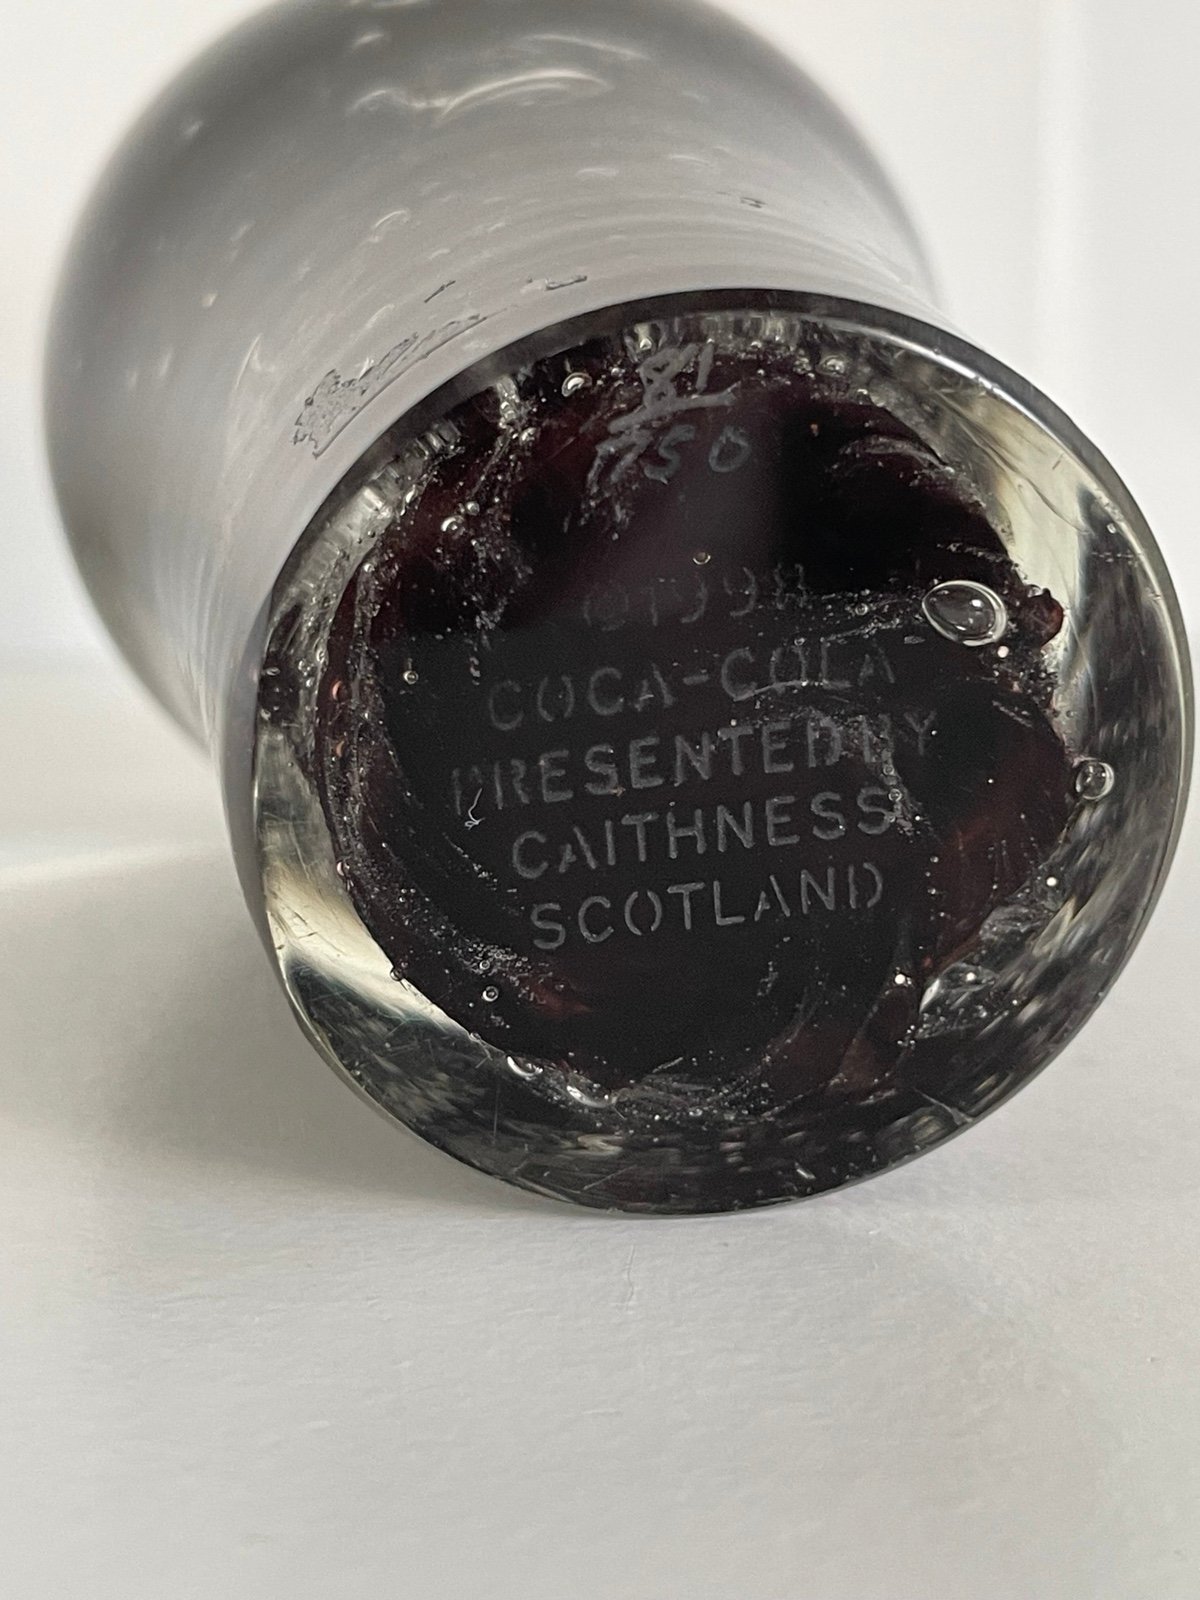 81
750
©1998
COCA-COLA
PRESENTED BY
CAITHNESS
SCOTLAND